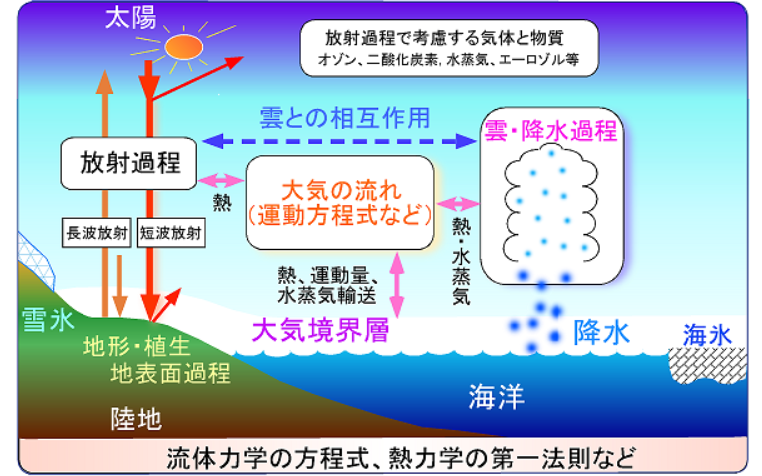 太陽
放射過程で考慮する気体と物質
オゾン、二酸化炭素, 水蒸気、エーロゾル等
雲との相互作用
雲・降水過程
放射過程
熱
大気の流れ
(運動方程式など)
熱・水蒸気
長波放射
短波放射
熱、運動量、
水蒸気輸送
雪氷
大気境界層
降水
海氷
地形・植生
地表面過程
海洋
陸地
流体力学の方程式、熱力学の第一法則など